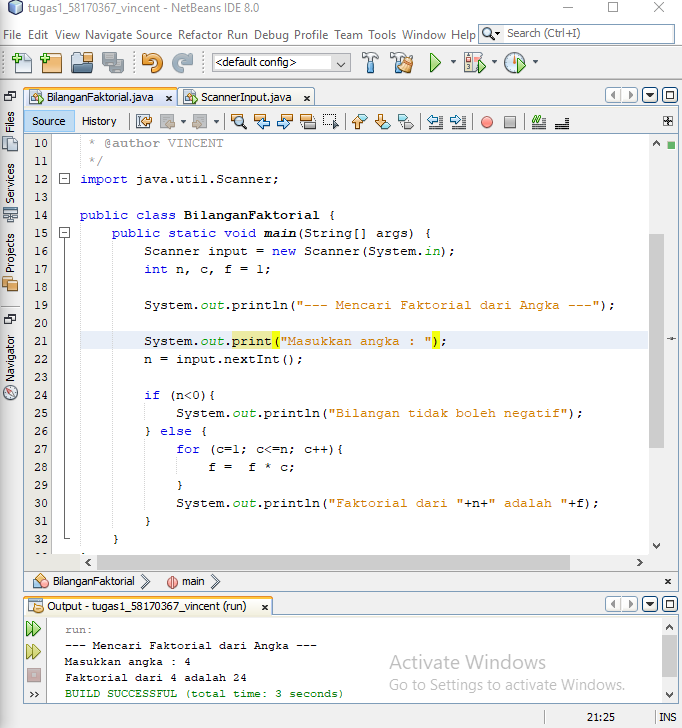 tugas1_58170367_vincent - NetBeans IDE 8.0
File Edit View Navigate Source Refactor Run Debug Profile Team Tools Window Help Search (Ctrl+I)
<default config>
BilanganFaktorial.java x ScannerInput.java x
Source History
Files
Services
Projects
Navigator
10 * @author VINCENT
11 */
12 import java.util.Scanner;
13
14 public class BilanganFaktorial {
15 public static void main(String[] args) {
16 Scanner input = new Scanner(System.in);
17 int n, c, f = 1;
18
19 System.out.println("--- Mencari Faktorial dari Angka ---");
20
21 System.out.print("Masukkan angka : ");
22 n = input.nextInt();
23
24 if (n<0){
25 System.out.println("Bilangan tidak boleh negatif");
26 } else {
27 for (c=1; c<=n; c++){
28 f =  f * c;
29 }
30 System.out.println("Faktorial dari "+n+" adalah "+f);
31 }
32 }
BilanganFaktorial main
Output - tugas1_58170367_vincent (run) x
run:
--- Mencari Faktorial dari Angka ---
Masukkan angka : 4
Faktorial dari 4 adalah 24
BUILD SUCCESSFUL (total time: 3 seconds)
Activate Windows
Go to Settings to activate Windows.
21:25 INS